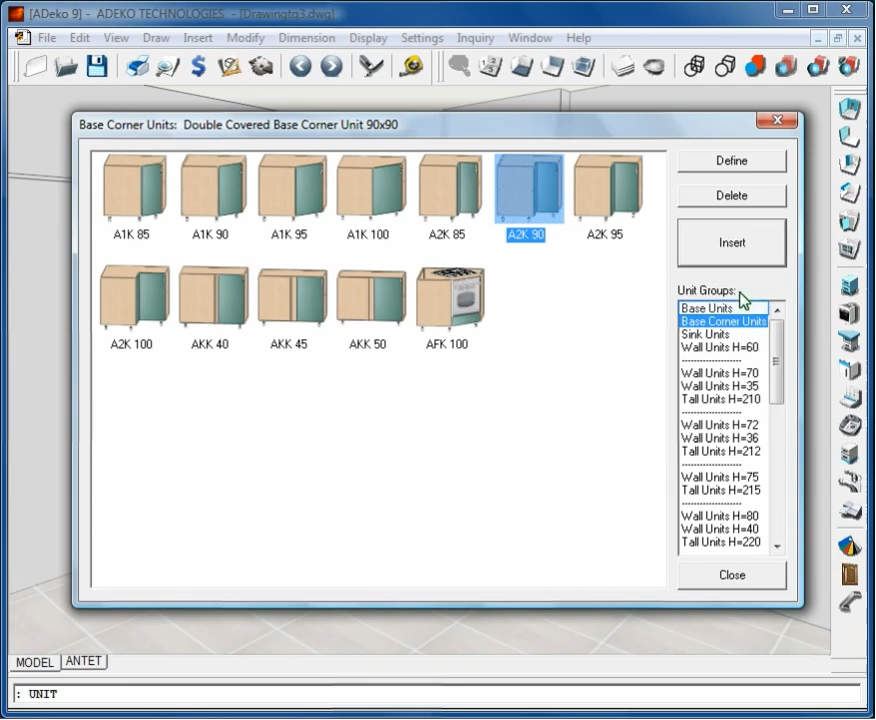 [ADeko 9] - ADEKO TECHNOLOGIES - [Drawingtg3.dwg]
File Edit View Draw Insert Modify Dimension Display Settings Inquiry Window Help
Base Corner Units: Double Covered Base Corner Unit 90x90
A1K 85 A1K 90 A1K 95 A1K 100 A2K 85 A2K 90 A2K 95
A2K 100 AKK 40 AKK 45 AKK 50 AFK 100
Define
Delete
Insert
Unit Groups:
Base Units
Base Corner Units
Sink Units
Wall Units H=60
--------------------
Wall Units H=70
Wall Units H=35
Tall Units H=210
--------------------
Wall Units H=72
Wall Units H=36
Tall Units H=212
--------------------
Wall Units H=75
Tall Units H=215
--------------------
Wall Units H=80
Wall Units H=40
Tall Units H=220
Close
MODEL ANTET
: UNIT